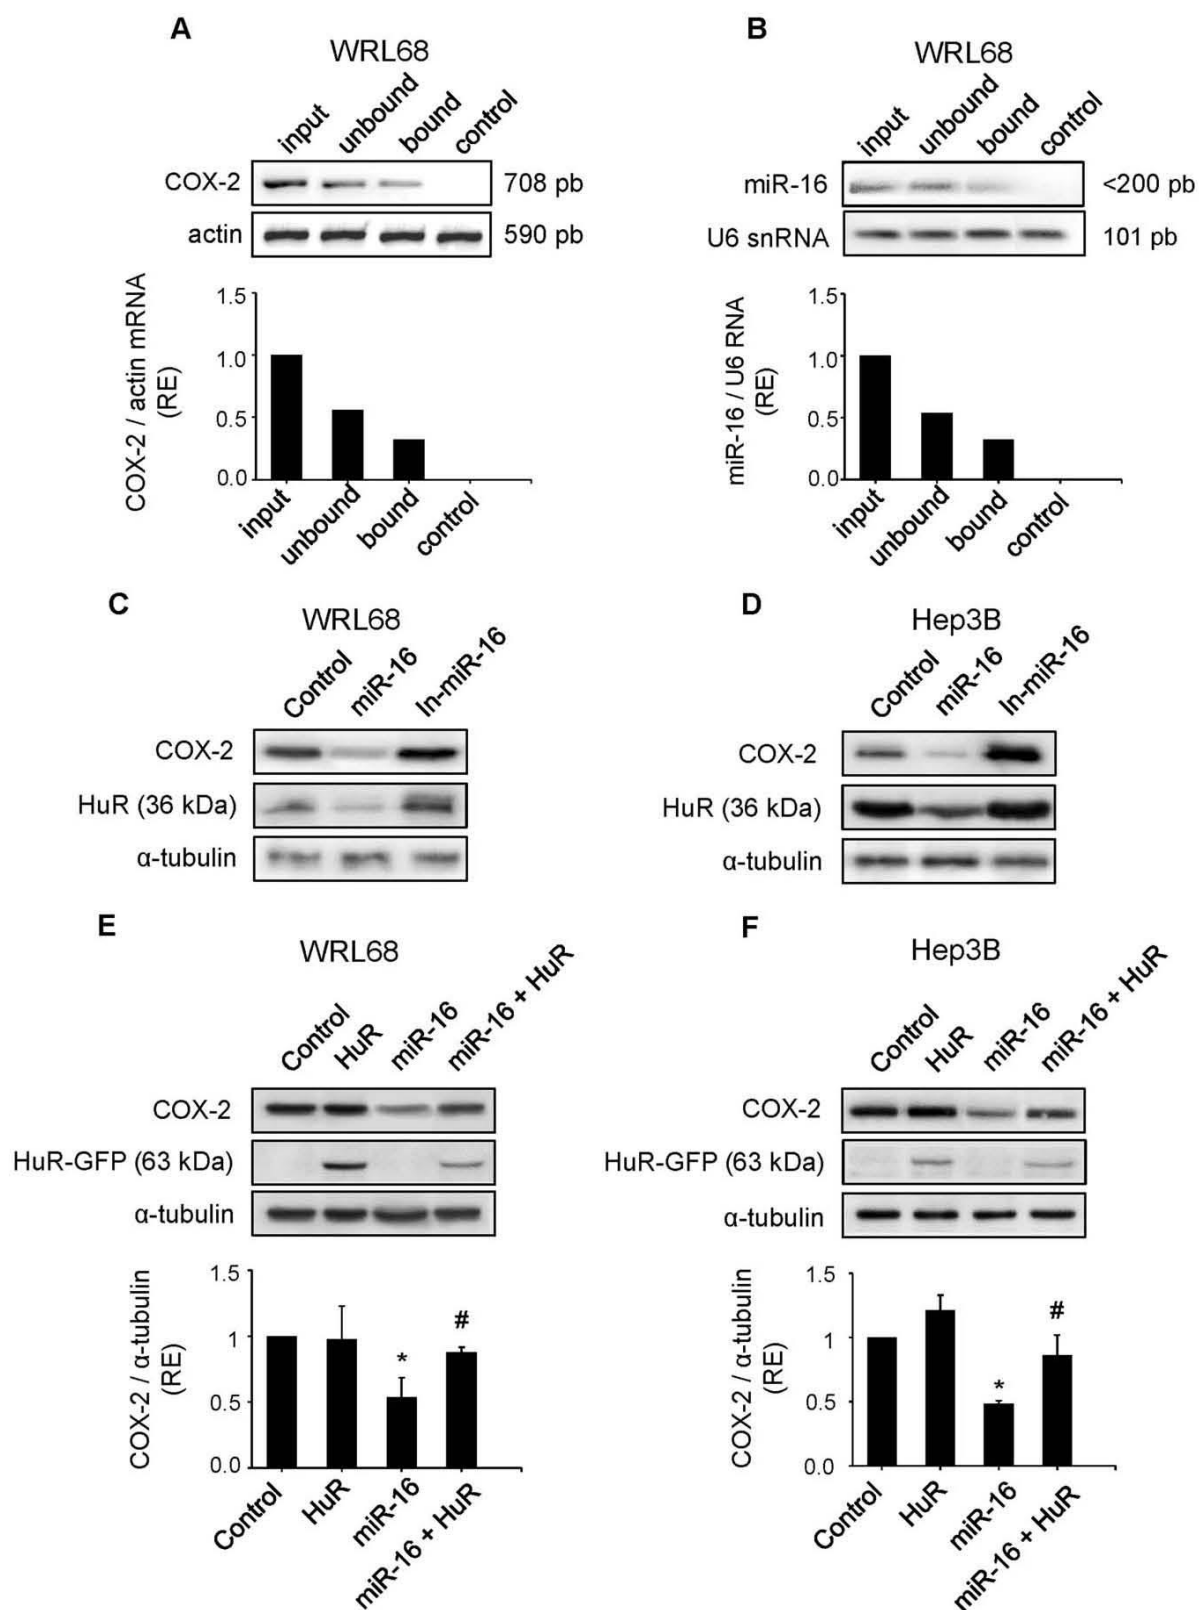 A
WRL68
input unbound bound control
COX-2 708 pb
actin 590 pb
COX-2 / actin mRNA
(RE)
1.5
1.0
0.5
0.0
input unbound bound control
B
WRL68
input unbound bound control
miR-16 <200 pb
U6 snRNA 101 pb
miR-16 / U6 RNA
(RE)
1.5
1.0
0.5
0.0
input unbound bound control
C
WRL68
Control miR-16 In-miR-16
COX-2
HuR (36 kDa)
α-tubulin
D
Hep3B
Control miR-16 In-miR-16
COX-2
HuR (36 kDa)
α-tubulin
E
WRL68
Control HuR miR-16 miR-16 + HuR
COX-2
HuR-GFP (63 kDa)
α-tubulin
COX-2 / α-tubulin
(RE)
1.5
1
0.5
0.0
*
#
Control HuR miR-16 miR-16 + HuR
F
Hep3B
Control HuR miR-16 miR-16 + HuR
COX-2
HuR-GFP (63 kDa)
α-tubulin
COX-2 / α-tubulin
(RE)
1.5
1
0.5
0.0
*
#
Control HuR miR-16 miR-16 + HuR